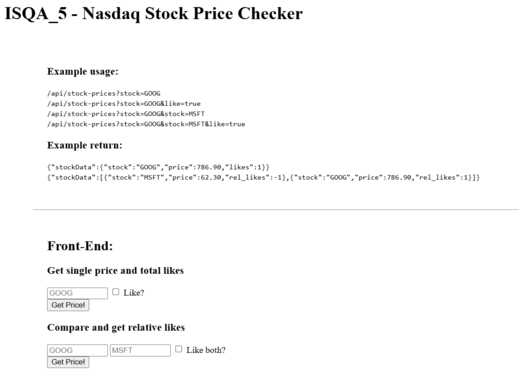 ISQA_5 - Nasdaq Stock Price Checker
Example usage:
/api/stock-prices?stock=GOOG
/api/stock-prices?stock=GOOG&like=true
/api/stock-prices?stock=GOOG&stock=MSFT
/api/stock-prices?stock=GOOG&stock=MSFT&like=true
Example return:
{"stockData":{"stock":"GOOG","price":786.90,"likes":1}}
{"stockData":[{"stock":"MSFT","price":62.30,"rel_likes":-1},{"stock":"GOOG","price":786.90,"rel_likes":1}]}
Front-End:
Get single price and total likes
GOOG Like?
Get Price!
Compare and get relative likes
GOOG MSFT Like both?
Get Price!